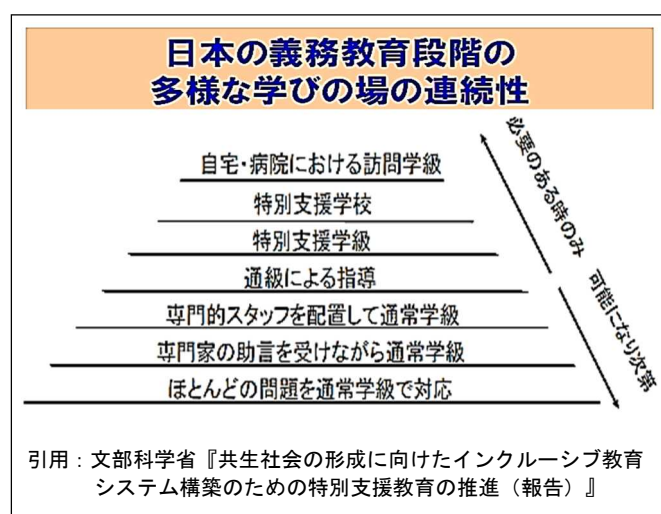 日本の義務教育段階の
多様な学びの場の連続性
自宅・病院における訪問学級
特別支援学校
特別支援学級
通級による指導
専門的スタッフを配置して通常学級
専門家の助言を受けながら通常学級
ほとんどの問題を通常学級で対応
必要のある時のみ
可能になり次第
引用：文部科学省『共生社会の形成に向けたインクルーシブ教育
システム構築のための特別支援教育の推進（報告）』